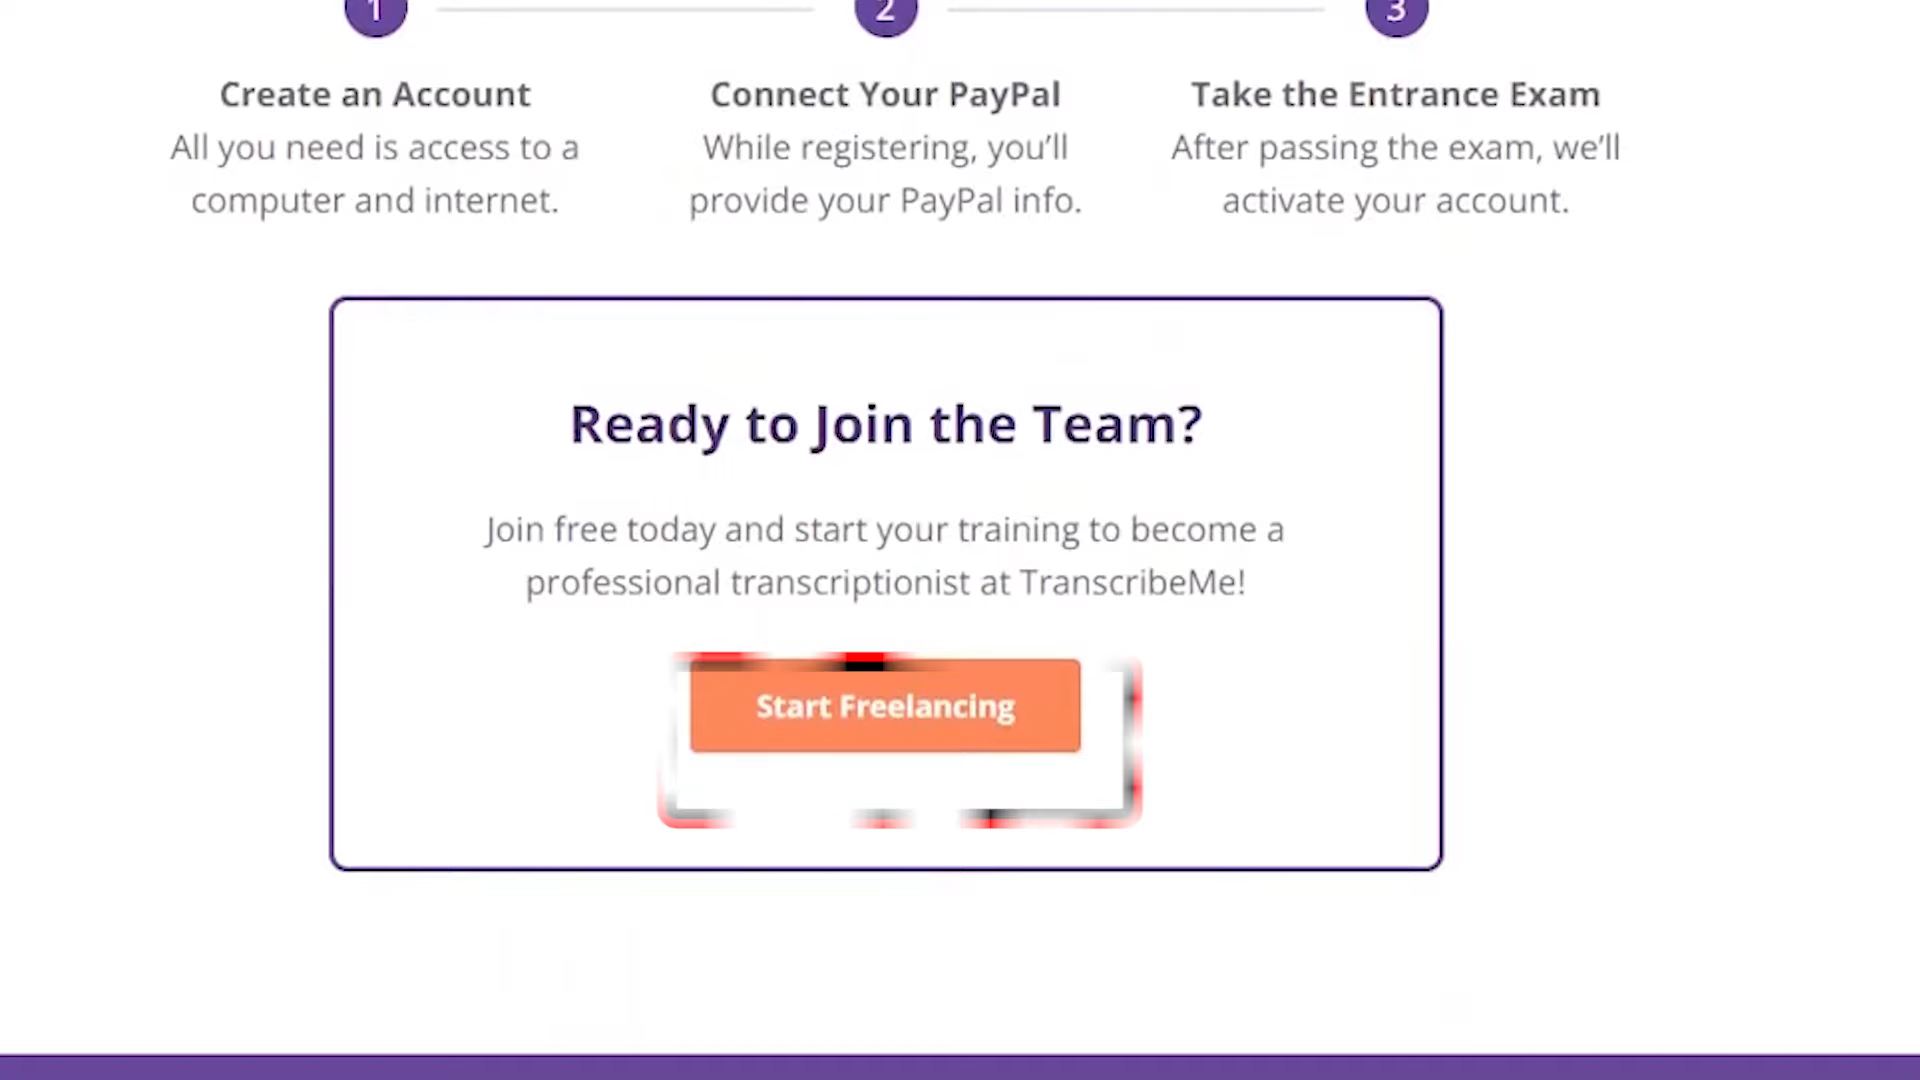 1 2 3
Create an Account Connect Your PayPal Take the Entrance Exam
All you need is access to a While registering, you’ll After passing the exam, we’ll
computer and internet. provide your PayPal info. activate your account.
Ready to Join the Team?
Join free today and start your training to become a
professional transcriptionist at TranscribeMe!
Start Freelancing